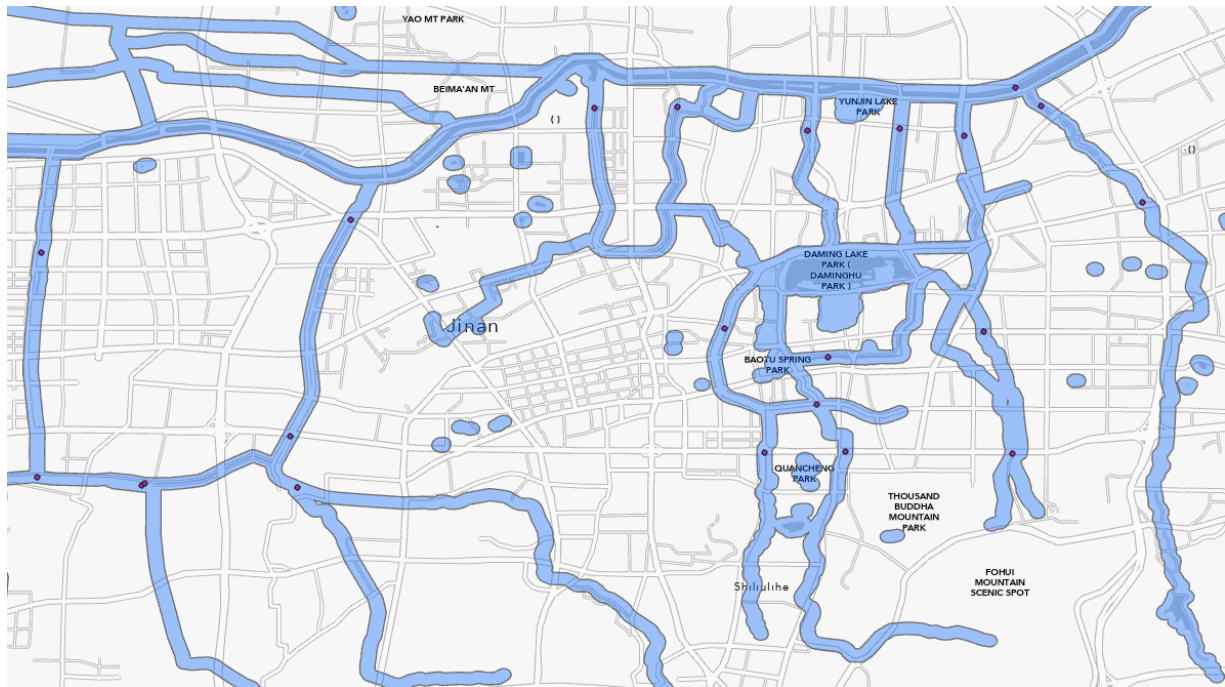 YAO MT PARK
BEIMA'AN MT
( )
YUNJIN LAKE
PARK
·()
DAMING LAKE
PARK (
DAMINGHU
PARK )
Jinan
BAOTU SPRING
PARK
QUANCHENG
PARK
THOUSAND
BUDDHA
MOUNTAIN
PARK
FOHUI
MOUNTAIN
SCENIC SPOT
Shiliulihe